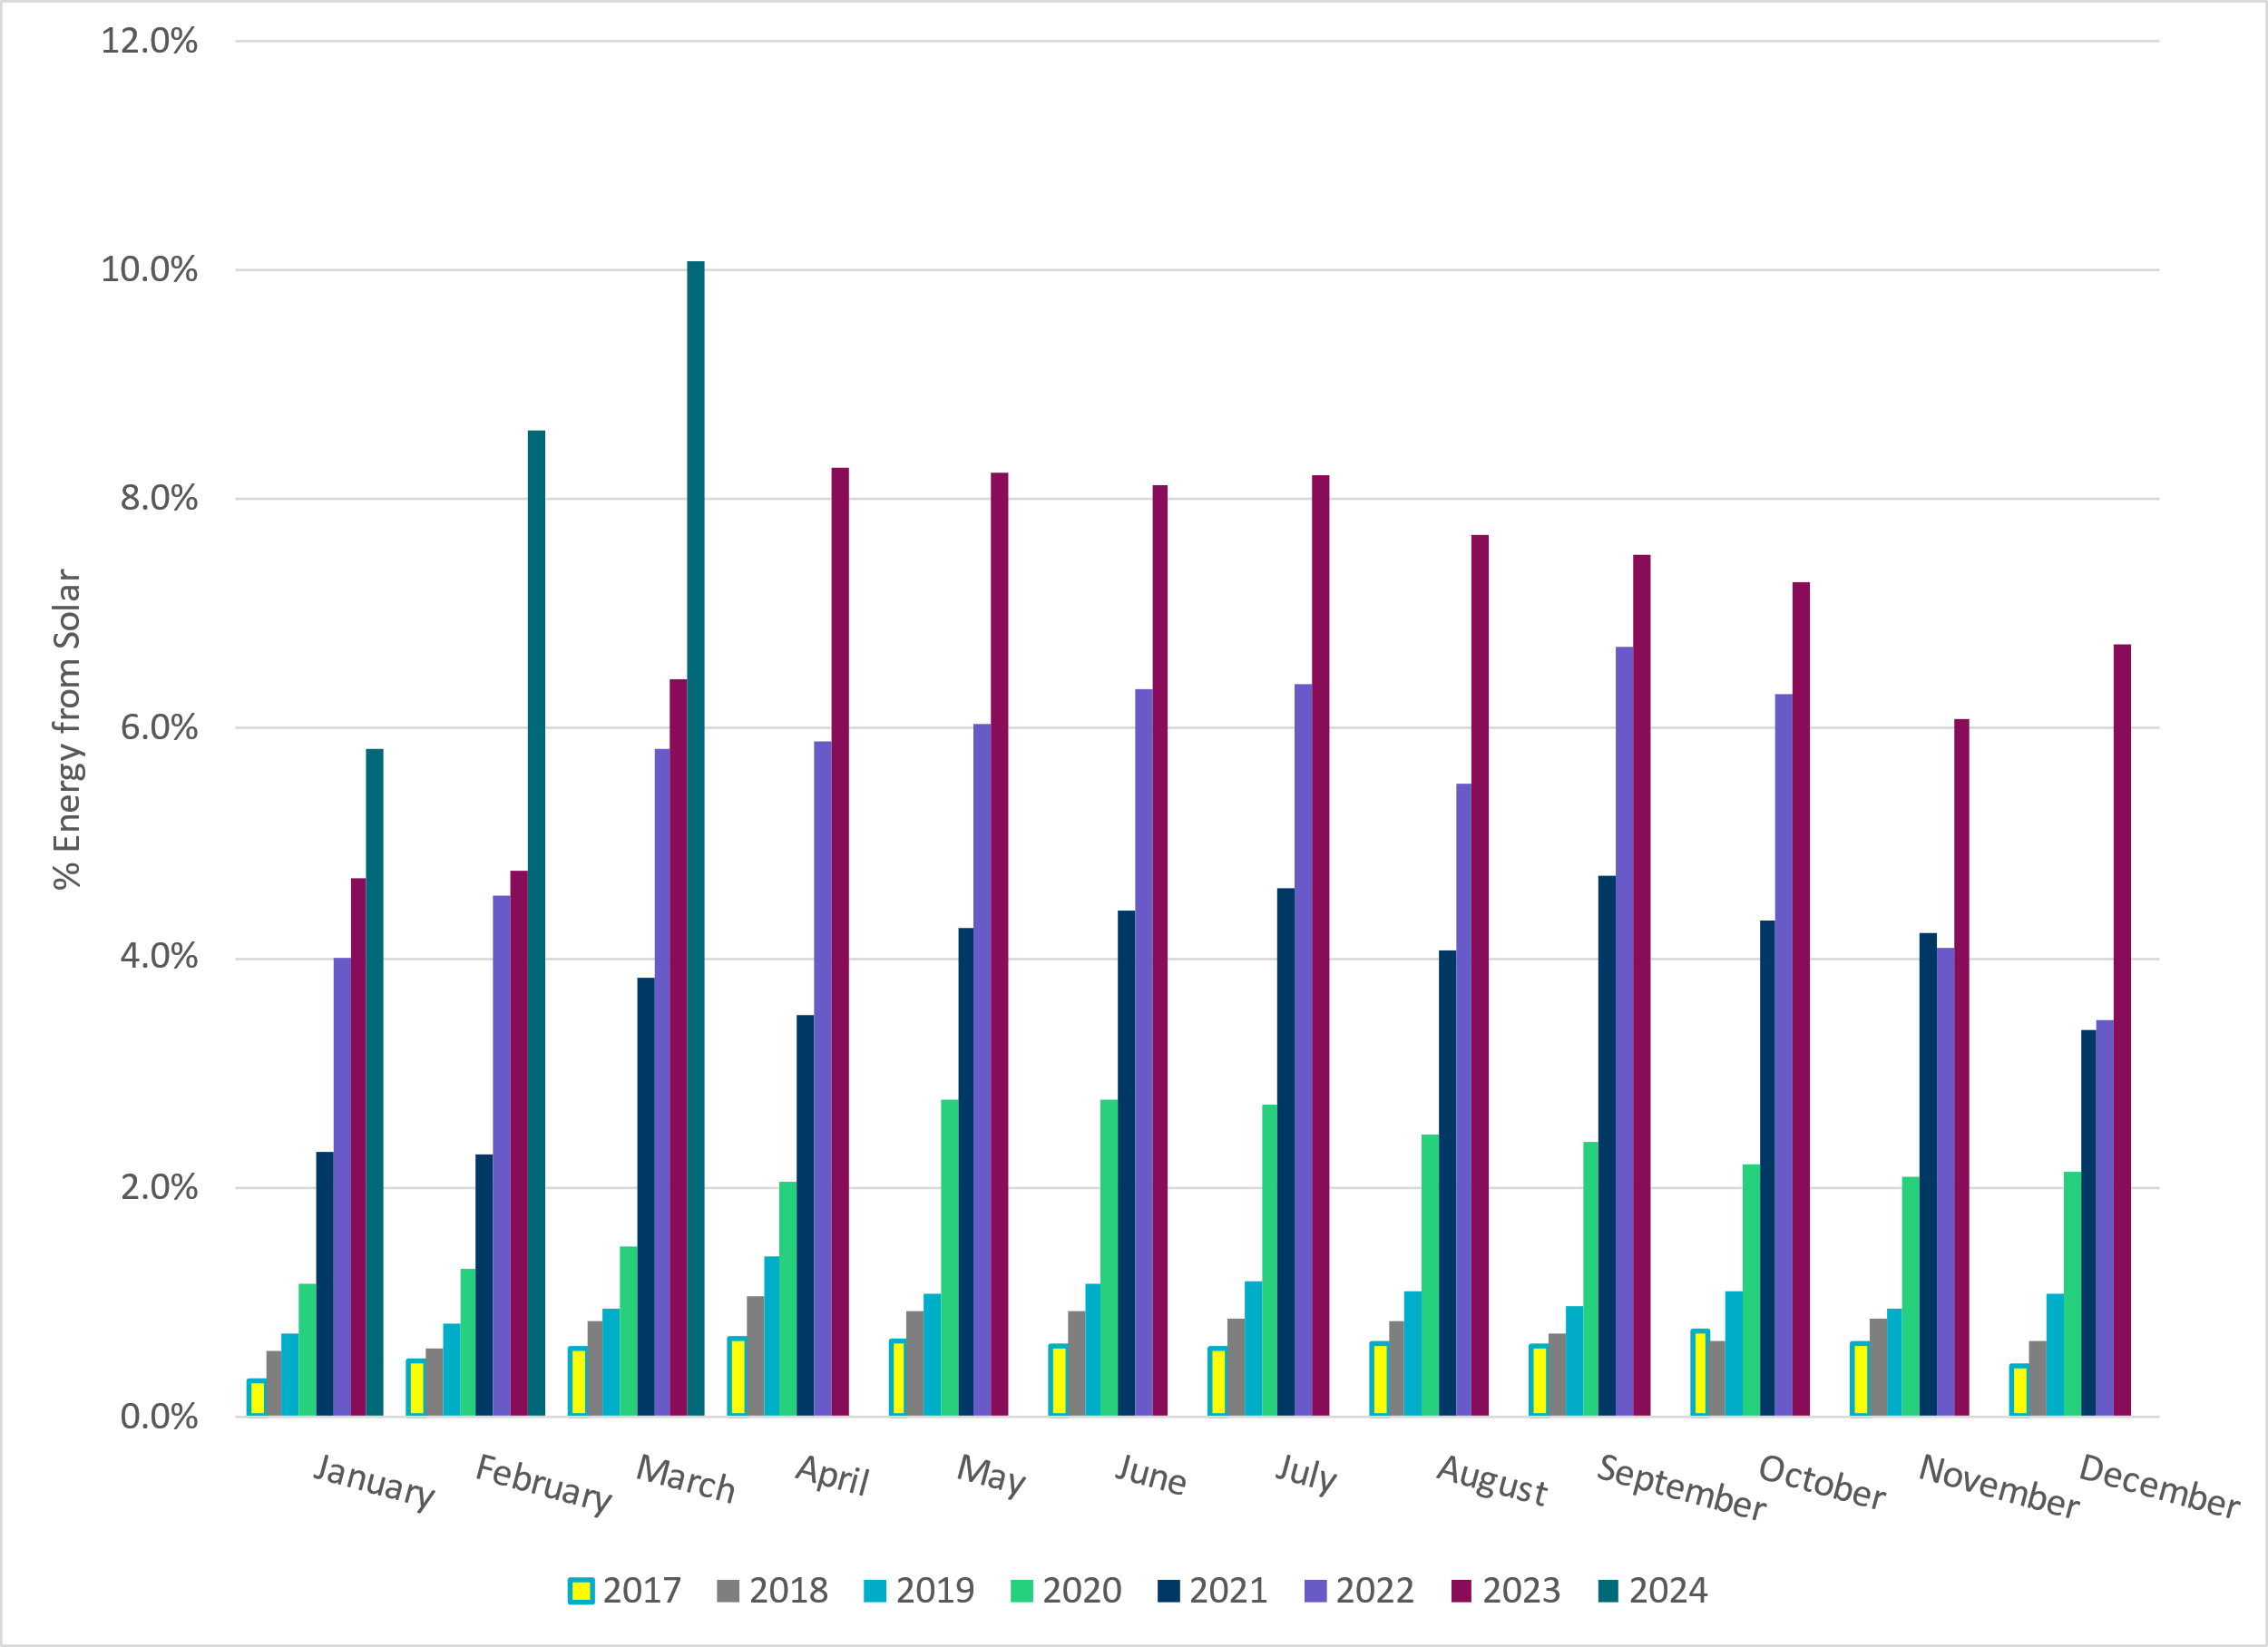 12.0%
10.0%
8.0%
6.0%
4.0%
2.0%
0.0%
% Energy from Solar
January February March April May June July August September October November December
2017 2018 2019 2020 2021 2022 2023 2024